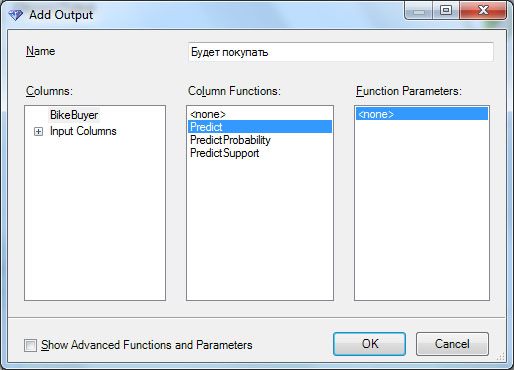 Add Output
Name
Будет покупать
Columns:
Column Functions:
Function Parameters:
BikeBuyer
Input Columns
<none>
Predict
PredictProbability
PredictSupport
<none>
Show Advanced Functions and Parameters
OK
Cancel